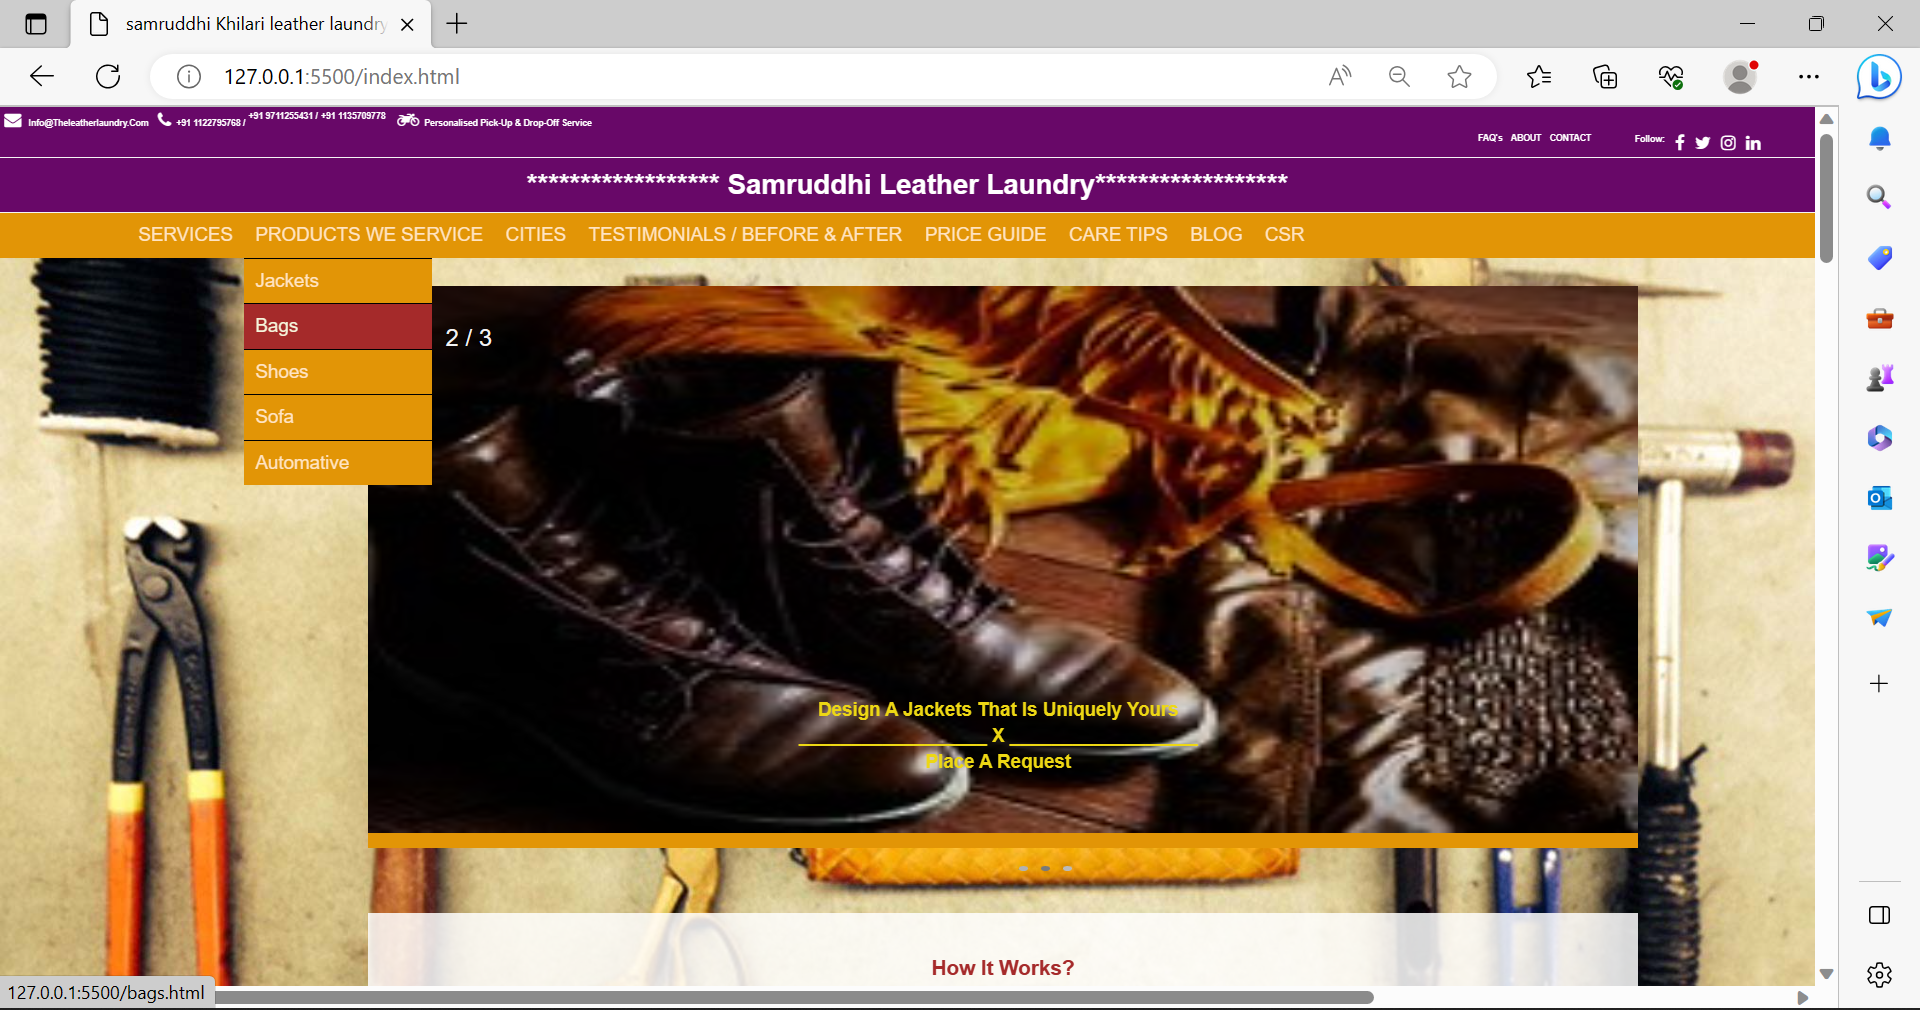 samruddhi Khilari leather laundry
127.0.0.1:5500/index.html
Info@Theleatherlaundry.Com +91 1122795768 / +91 9711255431 / +91 1135709778 Personalised Pick-Up & Drop-Off Service
FAQ's ABOUT CONTACT Follow:
****************** Samruddhi Leather Laundry******************
SERVICES PRODUCTS WE SERVICE CITIES TESTIMONIALS / BEFORE & AFTER PRICE GUIDE CARE TIPS BLOG CSR
Jackets
Bags
2 / 3
Shoes
Sofa
Automative
Design A Jackets That Is Uniquely Yours
X
Place A Request
How It Works?
127.0.0.1:5500/bags.html